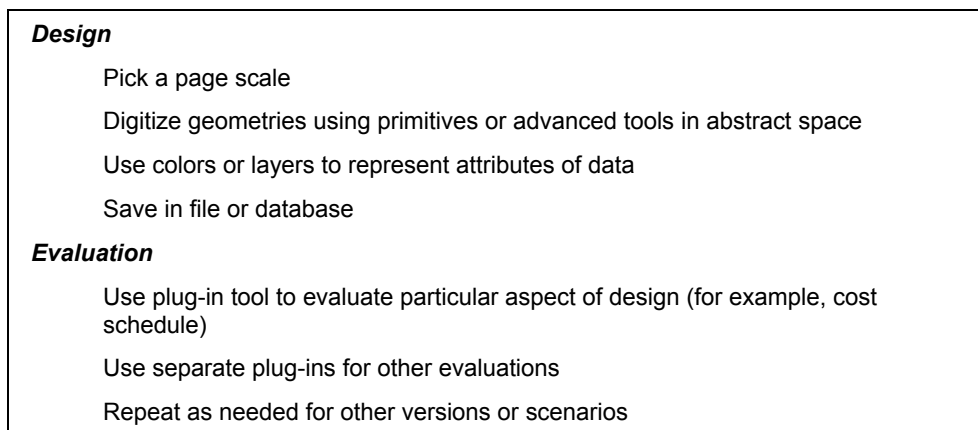 Design
Pick a page scale
Digitize geometries using primitives or advanced tools in abstract space
Use colors or layers to represent attributes of data
Save in file or database
Evaluation
Use plug-in tool to evaluate particular aspect of design (for example, cost
schedule)
Use separate plug-ins for other evaluations
Repeat as needed for other versions or scenarios